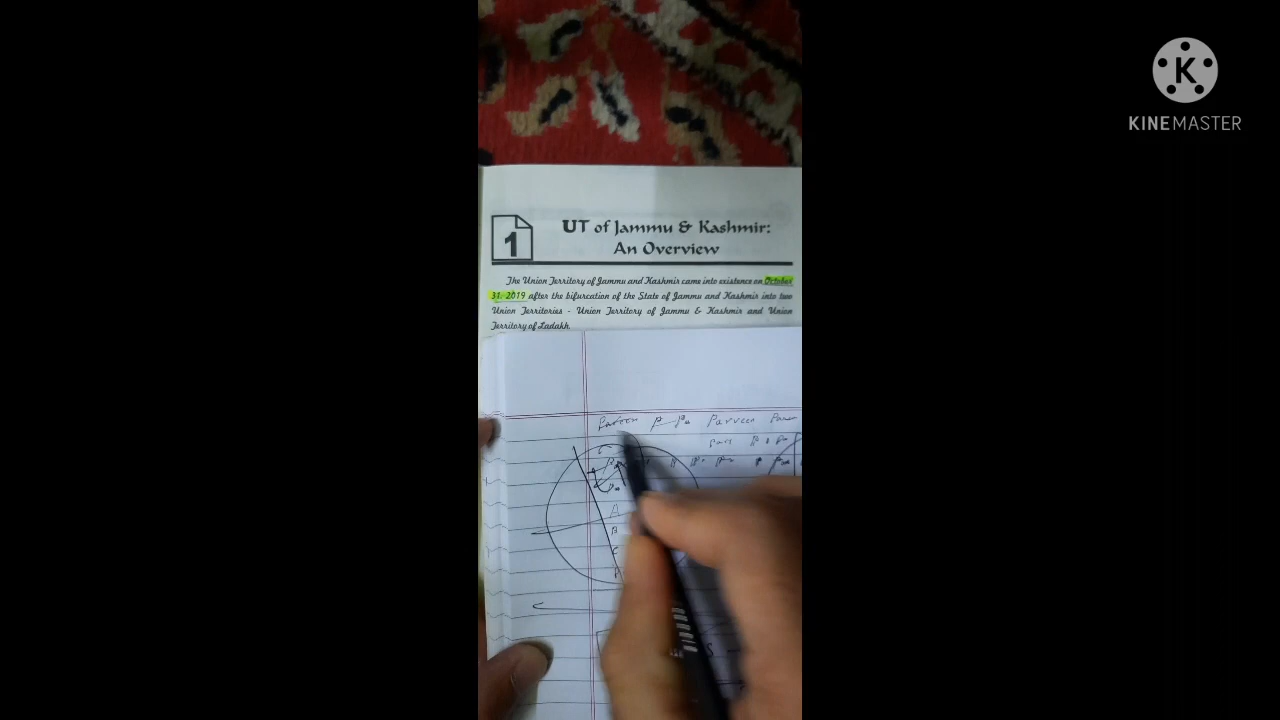 K
KINEMASTER
1
UT of Jammu & Kashmir:
An Overview
The Union Territory of Jammu and Kashmir came into existence on October
31, 2019 after the bifurcation of the State of Jammu and Kashmir into two
Union Territories - Union Territory of Jammu & Kashmir and Union
Territory of Ladakh
P Parveen
A
B
C
S